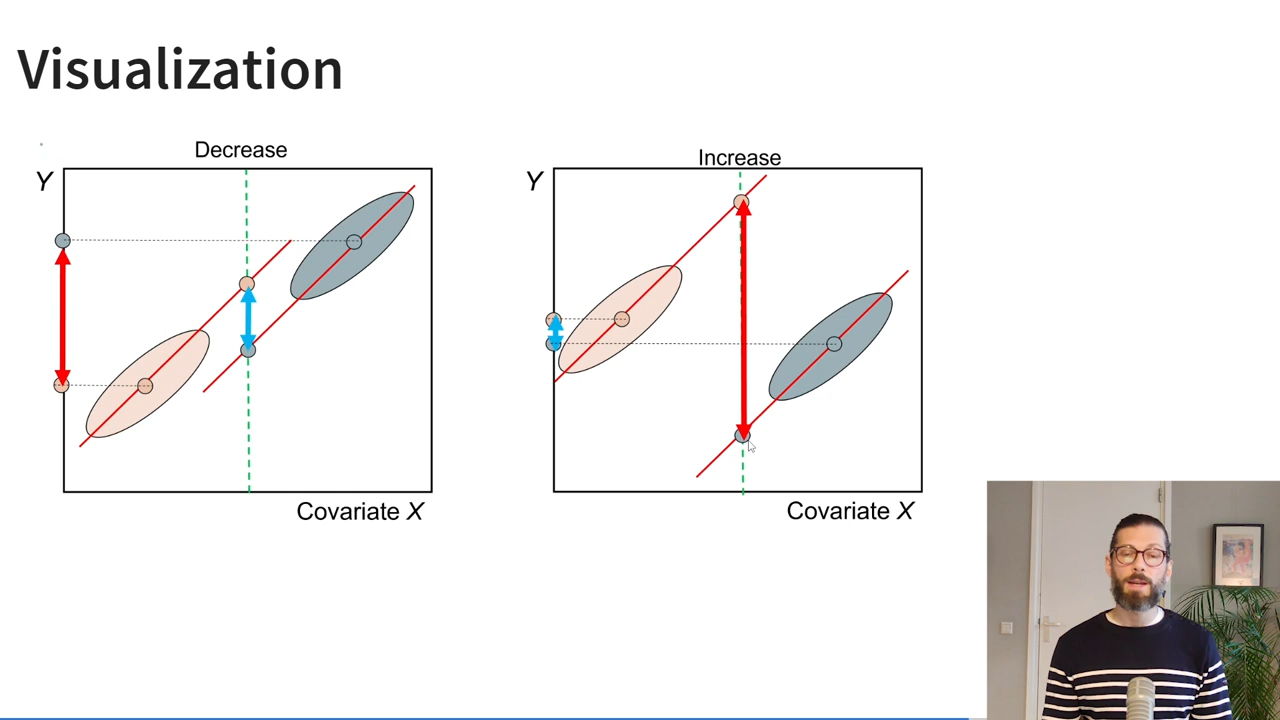 Visualization
Decrease
Y
Covariate X
Increase
Y
Covariate X